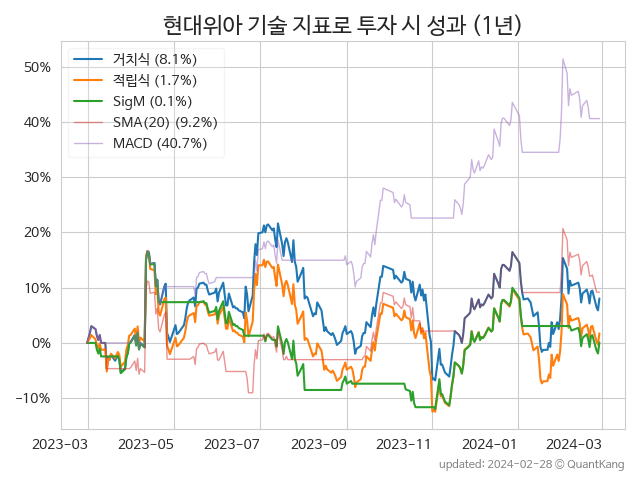 현대위아 기술 지표로 투자 시 성과 (1년)
거치식 (8.1%)
적립식 (1.7%)
SigM (0.1%)
SMA(20) (9.2%)
MACD (40.7%)
50%
40%
30%
20%
10%
0%
−10%
2023-03
2023-05
2023-07
2023-09
2023-11
2024-01
2024-03
updated: 2024-02-28 © QuantKang